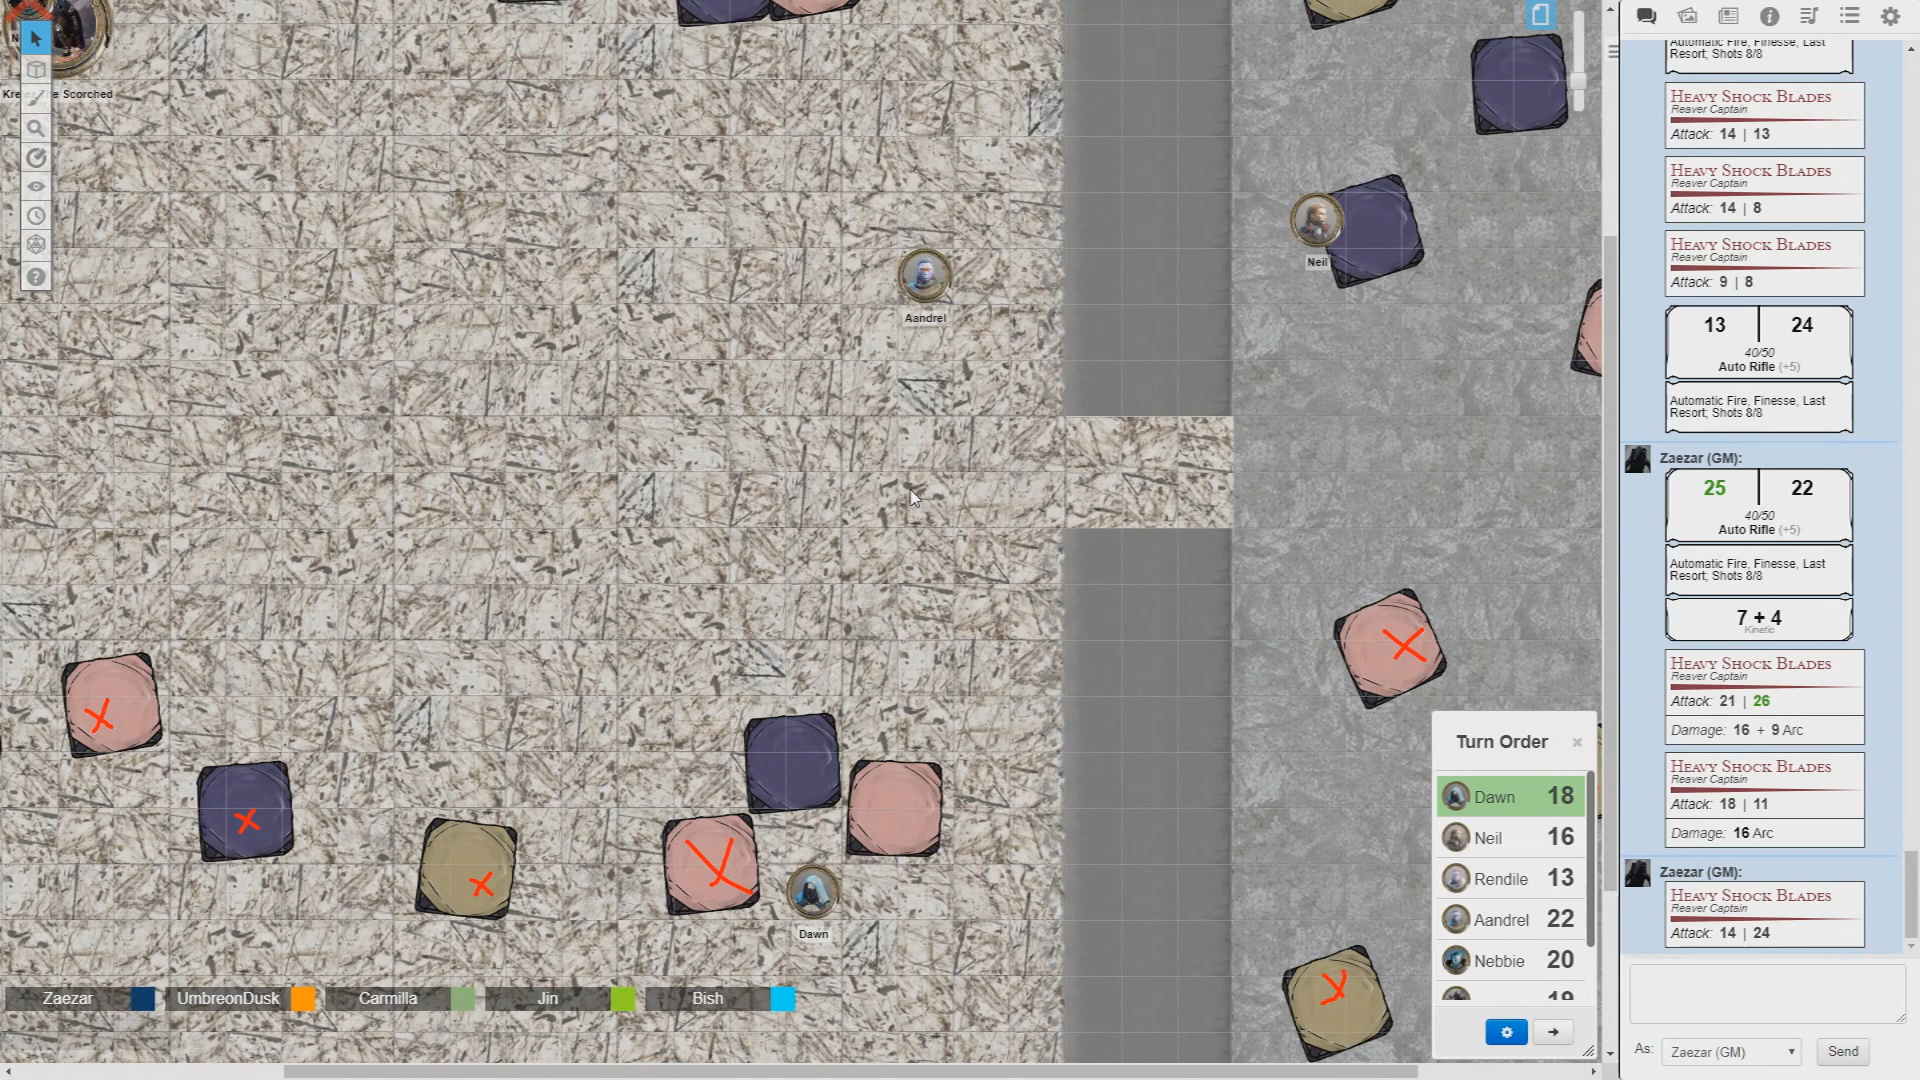 Scorched
Aandrel
Neil
Dawn
Zaezar
UmbreonDusk
Carmilla
Jin
Bish
Turn Order
×
Dawn 18
Neil 16
Rendile 13
Aandrel 22
Nebbie 20
19
Automatic Fire, Finesse, Last
Resort; Shots 8/8
Heavy Shock Blades
Reaver Captain
Attack: 14 | 13
Heavy Shock Blades
Reaver Captain
Attack: 14 | 8
Heavy Shock Blades
Reaver Captain
Attack: 9 | 8
13 | 24
40/50
Auto Rifle (+5)
Automatic Fire, Finesse, Last
Resort; Shots 8/8
Zaezar (GM):
25 | 22
40/50
Auto Rifle (+5)
Automatic Fire, Finesse, Last
Resort; Shots 8/8
7 + 4
Kinetic
Heavy Shock Blades
Reaver Captain
Attack: 21 | 26
Damage: 16 + 9 Arc
Heavy Shock Blades
Reaver Captain
Attack: 18 | 11
Damage: 16 Arc
Zaezar (GM):
Heavy Shock Blades
Reaver Captain
Attack: 14 | 24
As: Zaezar (GM) Send